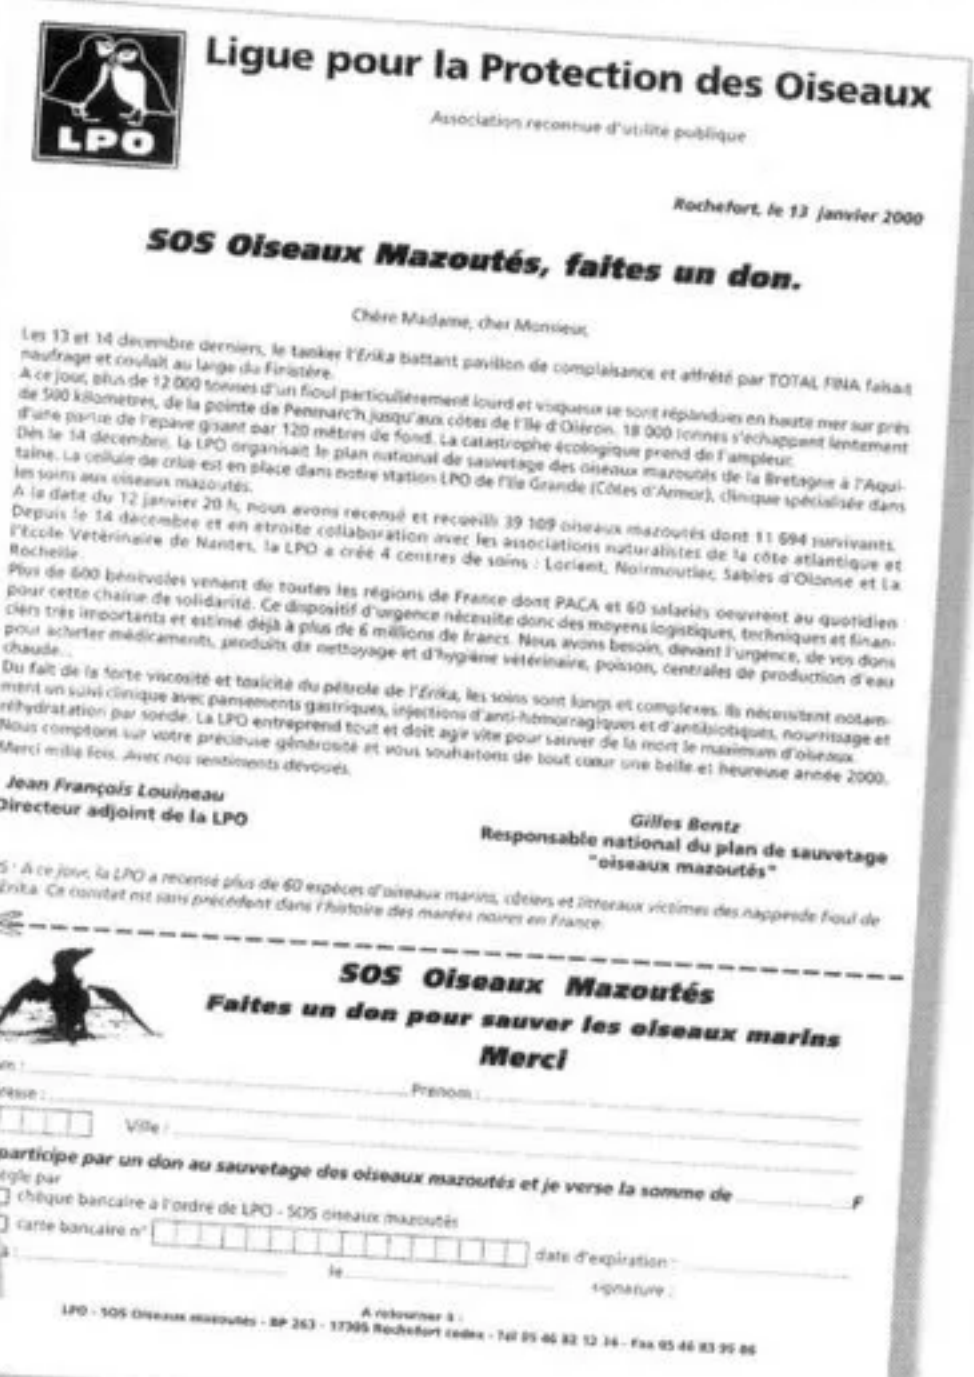 LPO
Ligue pour la Protection des Oiseaux
Association reconnue d'utilité publique
Rochefort, le 13 janvier 2000
SOS Oiseaux Mazoutés, faites un don.
Chère Madame, cher Monsieur,
Les 13 et 14 decembre derniers, le tanker l'Erika battant pavillon de complaisance et affrété par TOTAL FINA faisait
naufrage et coulait au large du Finistère.
A ce jour, plus de 12 000 tonnes d'un fioul particulièrement lourd et visqueux se sont répandues en haute mer sur près
de 500 kilomètres, de la pointe de Penmarc'h jusqu'aux côtes de l'Ile d'Oléron. 18 000 tonnes s'échappent lentement
d'une partie de l'épave gisant par 120 mètres de fond. La catastrophe écologique prend de l'ampleur.
Dès le 14 décembre, la LPO organisait le plan national de sauvetage des oiseaux mazoutés de la Bretagne à l'Aqui-
taine. La cellule de crise est en place dans notre station LPO de l'Ile Grande (Côtes d'Armor), clinique spécialisée dans
les soins aux oiseaux mazoutés.
A la date du 12 janvier 20 h, nous avons recensé et recueilli 39 109 oiseaux mazoutés dont 11 694 survivants.
Depuis le 14 décembre et en étroite collaboration avec les associations naturalistes de la côte atlantique et
l'Ecole Vetérinaire de Nantes, la LPO a créé 4 centres de soins : Lorient, Noirmoutier, Sables d'Olonne et La
Rochelle.
Plus de 600 bénévoles venant de toutes les régions de France dont PACA et 60 salariés oeuvrent au quotidien
pour cette chaîne de solidarité. Ce dispositif d'urgence nécessite donc des moyens logistiques, techniques et finan-
ciers très importants et estimé déjà à plus de 6 millions de francs. Nous avons besoin, devant l'urgence, de vos dons
pour acheter médicaments, produits de nettoyage et d'hygiène vétérinaire, poisson, centrales de production d'eau
chaude...
Du fait de la forte viscosité et toxicité du pétrole de l'Erika, les soins sont longs et complexes. Ils nécessitent notam-
ment un suivi clinique avec pansements gastriques, injections d'anti-hémorragiques et d'antibiotiques, nourrissage et
réhydratation par sonde. La LPO entreprend tout et doit agir vite pour sauver de la mort le maximum d'oiseaux.
Nous comptons sur votre précieuse générosité et vous souhaitons de tout cœur une belle et heureuse année 2000.
Merci mille fois. Avec nos sentiments dévoués.
Jean François Louineau
Directeur adjoint de la LPO
Gilles Bentz
Responsable national du plan de sauvetage
"oiseaux mazoutés"
S : A ce jour, la LPO a recensé plus de 60 espèces d'oiseaux marins, côtiers et littoraux victimes des nappes de fioul de
Erika. Ce constat est sans précédent dans l'histoire des marées noires en France.
SOS Oiseaux Mazoutés
Faites un don pour sauver les oiseaux marins
Merci
m : Prenom :
resse :
Ville :
participe par un don au sauvetage des oiseaux mazoutés et je verse la somme de F
ègle par
chèque bancaire à l'ordre de LPO - SOS oiseaux mazoutés
carte bancaire n° date d'expiration :
à : le signature :
A retourner à :
LPO - SOS Oiseaux mazoutés - BP 263 - 17305 Rochefort cedex - Tél 05 46 82 12 34 - Fax 05 46 83 95 86